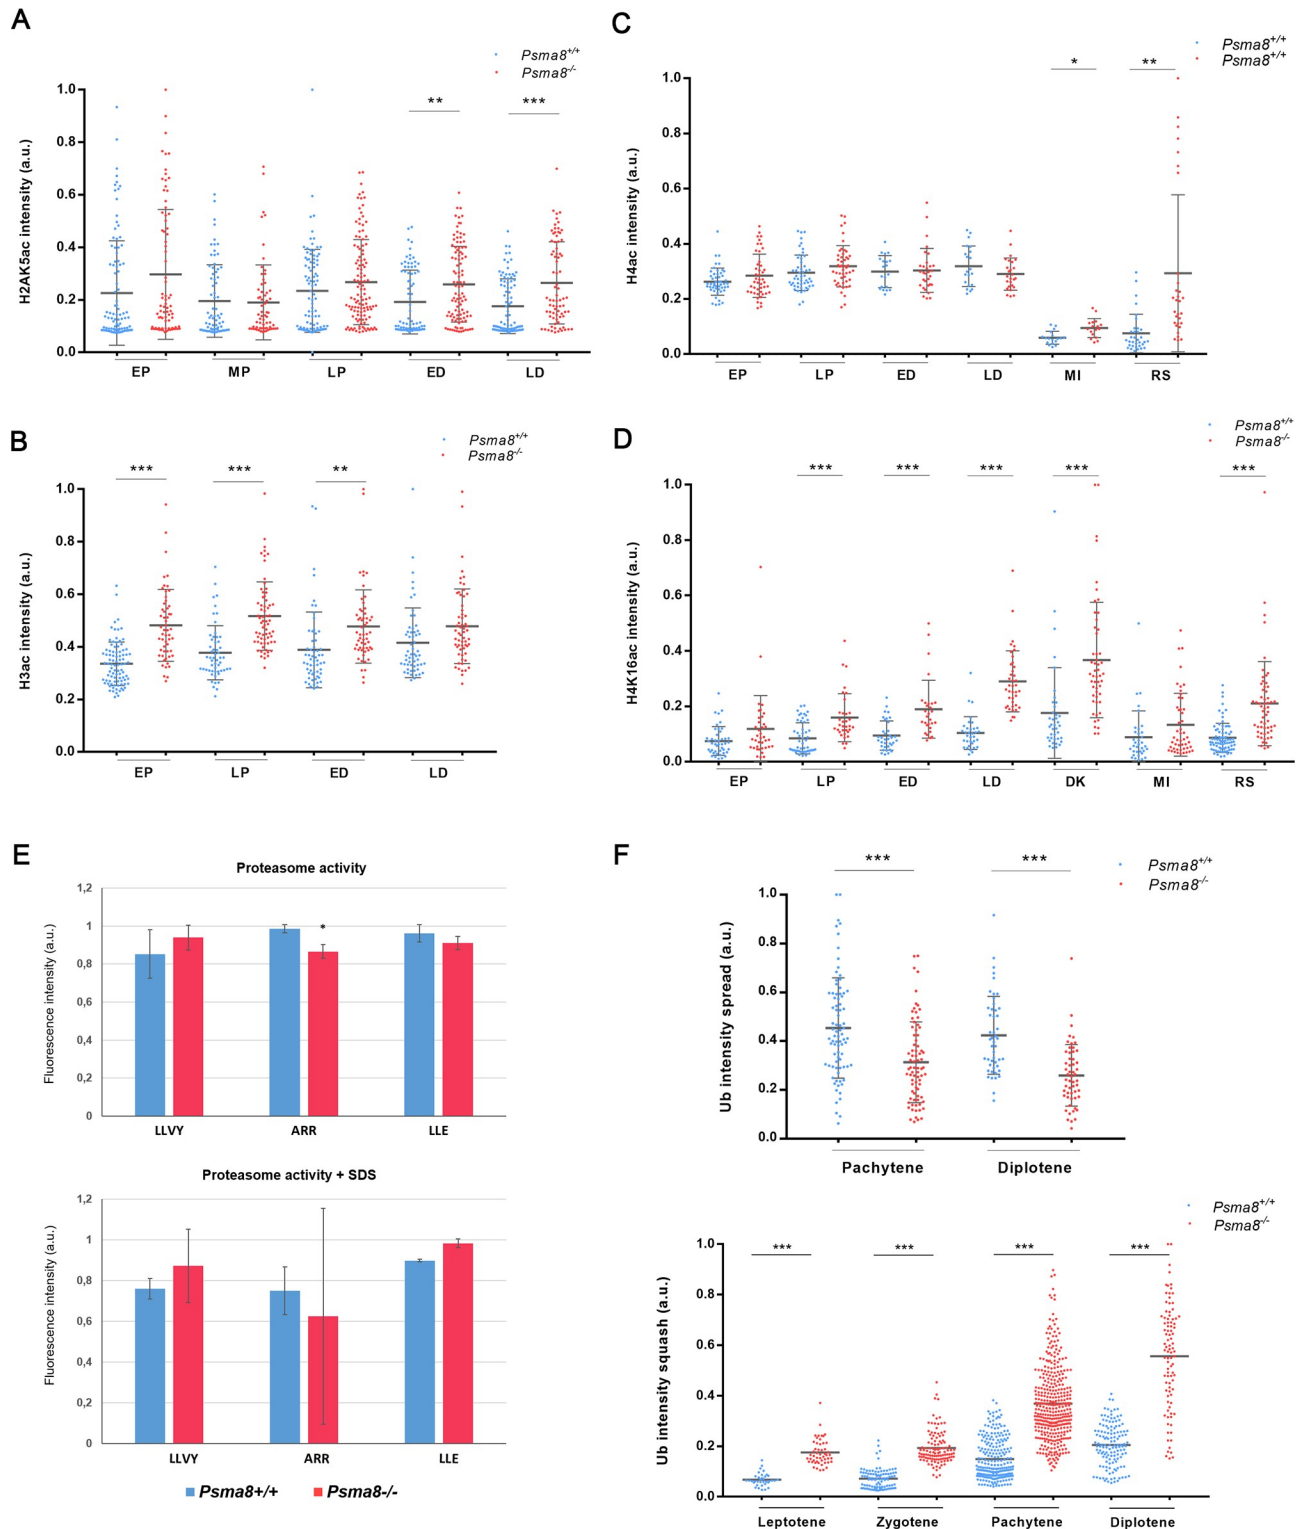 A
Psma8+/+
Psma8-/-
** ***
H2AK5ac intensity (a.u.)
1.0
0.8
0.6
0.4
0.2
0.0
EP MP LP ED LD
B
Psma8+/+
Psma8-/-
*** *** **
H3ac intensity (a.u.)
1.0
0.8
0.6
0.4
0.2
0.0
EP LP ED LD
C
Psma8+/+
Psma8+/+
* **
H4ac intensity (a.u.)
1.0
0.8
0.6
0.4
0.2
0.0
EP LP ED LD MI RS
D
Psma8+/+
Psma8-/-
*** *** *** *** ***
H4K16ac intensity (a.u.)
1.0
0.8
0.6
0.4
0.2
0.0
EP LP ED LD DK MI RS
E
Proteasome activity
Fluorescence intensity (a.u.)
1,2
1
0,8
0,6
0,4
0,2
0
*
LLVY ARR LLE
Proteasome activity + SDS
Fluorescence intensity (a.u.)
1,2
1
0,8
0,6
0,4
0,2
0
LLVY ARR LLE
Psma8+/+ Psma8-/-
F
Psma8+/+
Psma8-/-
*** ***
Ub intensity spread (a.u.)
1.0
0.8
0.6
0.4
0.2
0.0
Pachytene Diplotene
Psma8+/+
Psma8-/-
*** *** *** ***
Ub intensity squash (a.u.)
1.0
0.8
0.6
0.4
0.2
0.0
Leptotene Zygotene Pachytene Diplotene